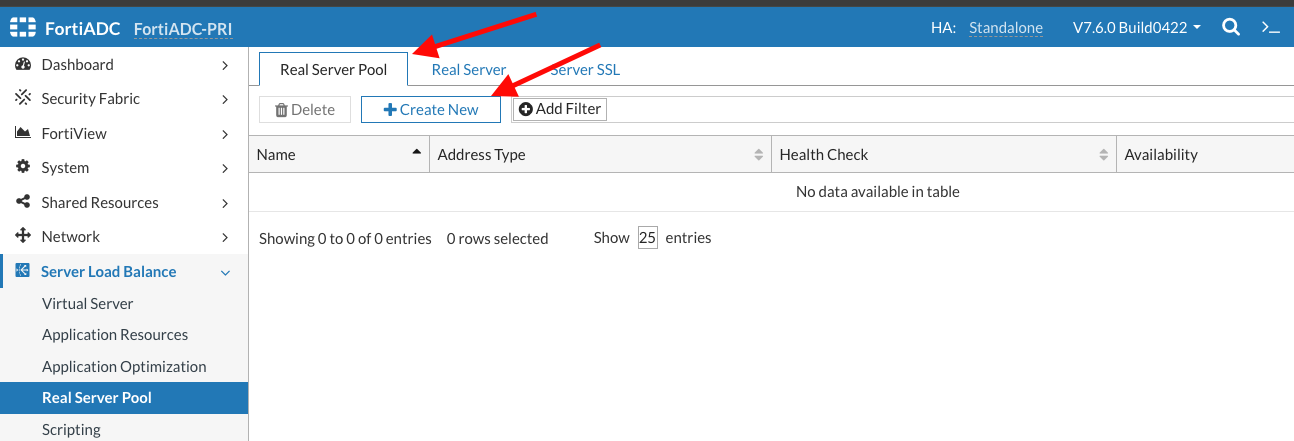 FortiADC FortiADC-PRI HA: Standalone V7.6.0 Build0422
Dashboard
Security Fabric
FortiView
System
Shared Resources
Network
Server Load Balance
Virtual Server
Application Resources
Application Optimization
Real Server Pool
Scripting
Real Server Pool Real Server Server SSL
Delete Create New Add Filter
Name Address Type Health Check Availability
No data available in table
Showing 0 to 0 of 0 entries 0 rows selected Show 25 entries